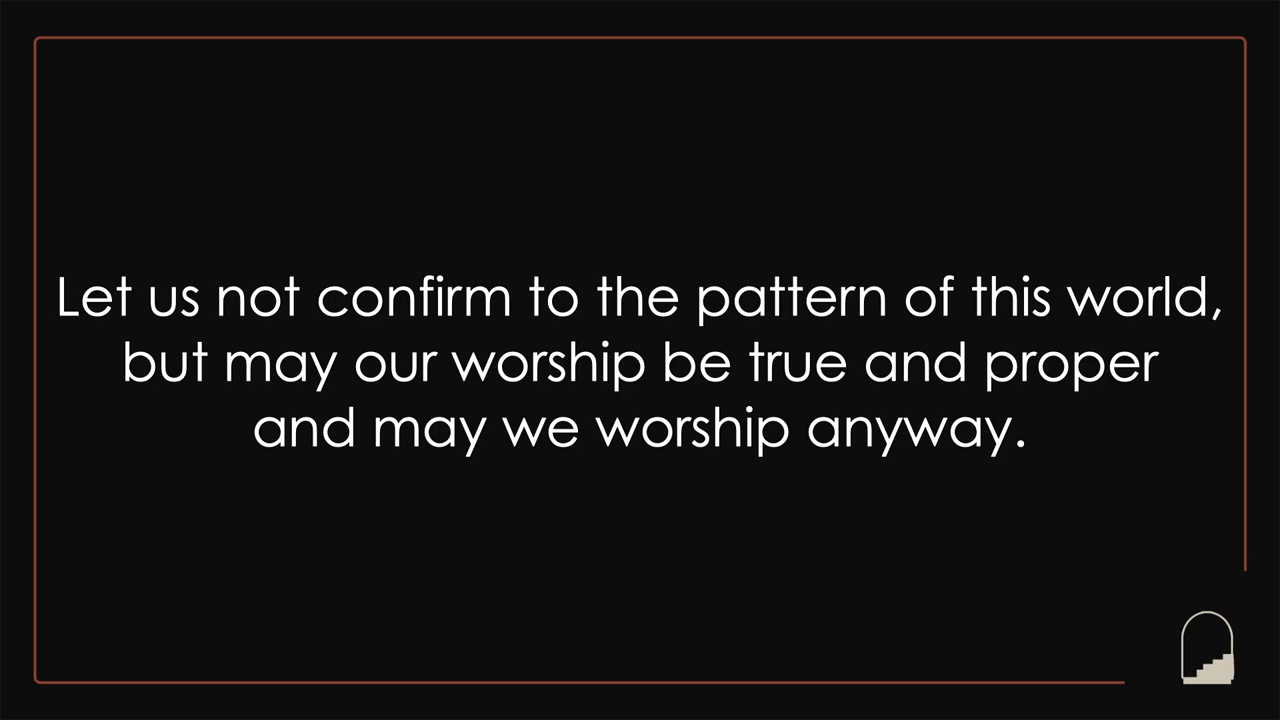 Let us not confirm to the pattern of this world,
but may our worship be true and proper
and may we worship anyway.